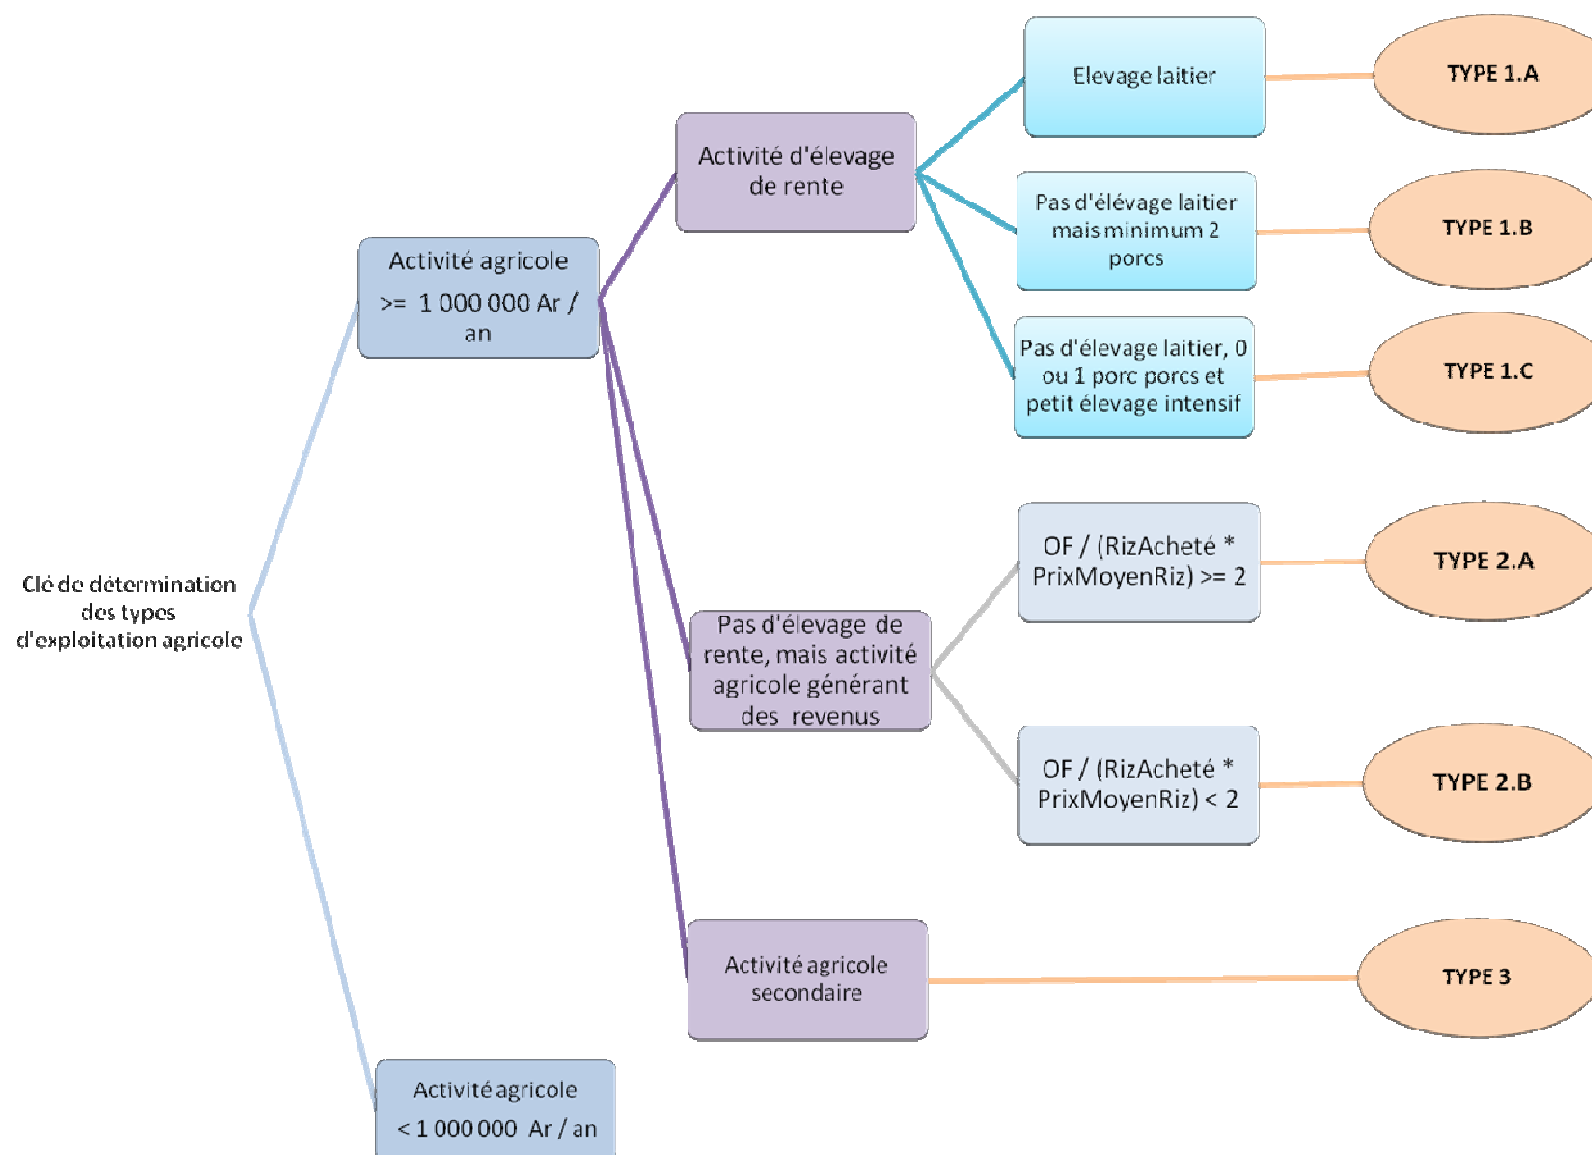 Clé de détermination
des types
d'exploitation agricole
Activité agricole
>= 1 000 000 Ar /
an
Activité d'élevage
de rente
Elevage laitier
TYPE 1.A
Pas d'élévage laitier
mais minimum 2
porcs
TYPE 1.B
Pas d'élevage laitier, 0
ou 1 porc porcs et
petit élevage intensif
TYPE 1.C
Pas d'élevage de
rente, mais activité
agricole générant
des revenus
OF / (RizAcheté *
PrixMoyenRiz) >= 2
TYPE 2.A
OF / (RizAcheté *
PrixMoyenRiz) < 2
TYPE 2.B
Activité agricole
secondaire
TYPE 3
Activité agricole
< 1 000 000 Ar / an